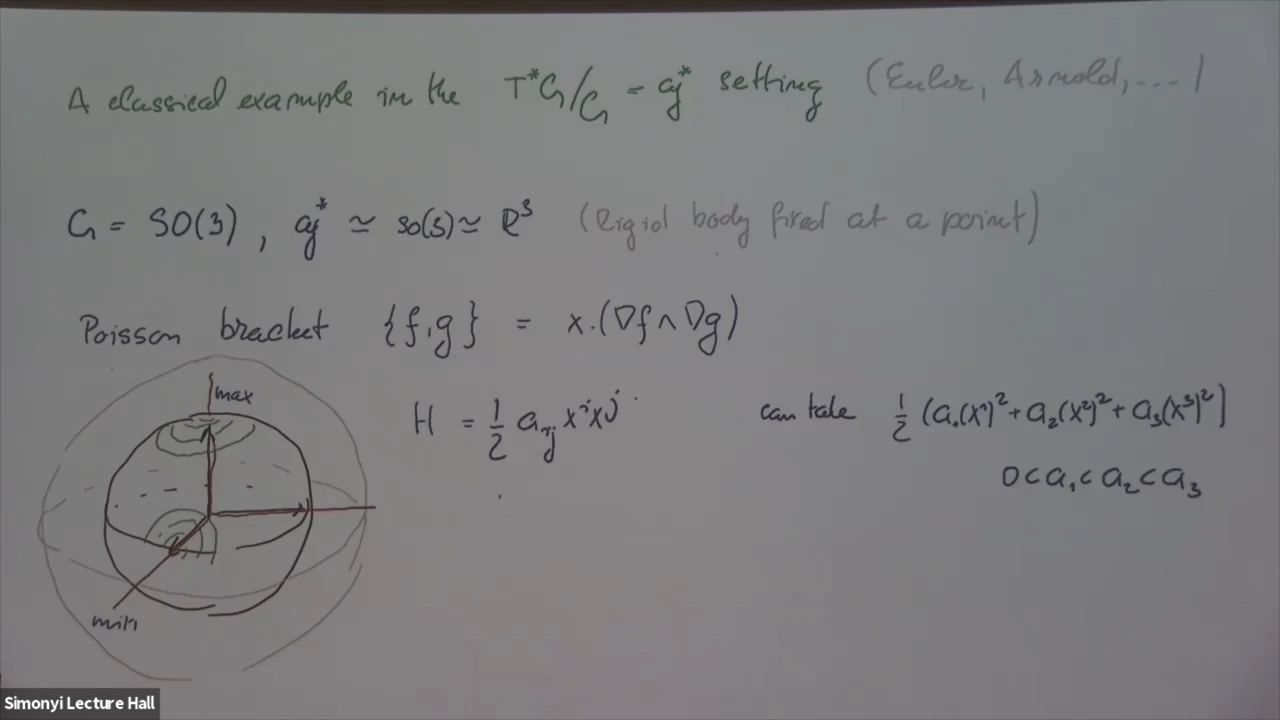 A classical example in the T*G/G = g* setting (Euler, Arnold, ...)
G = SO(3), g* ≃ so(3) ≃ R³ (Rigid body fixed at a point)
Poisson bracket {f,g} = x.(∇f ∧ ∇g)
max
H = 1/2 a_ij x^i x^j can take 1/2 (a₁(x¹)² + a₂(x²)² + a₃(x³)²)
0 < a₁ < a₂ < a₃
min
Simonyi Lecture Hall